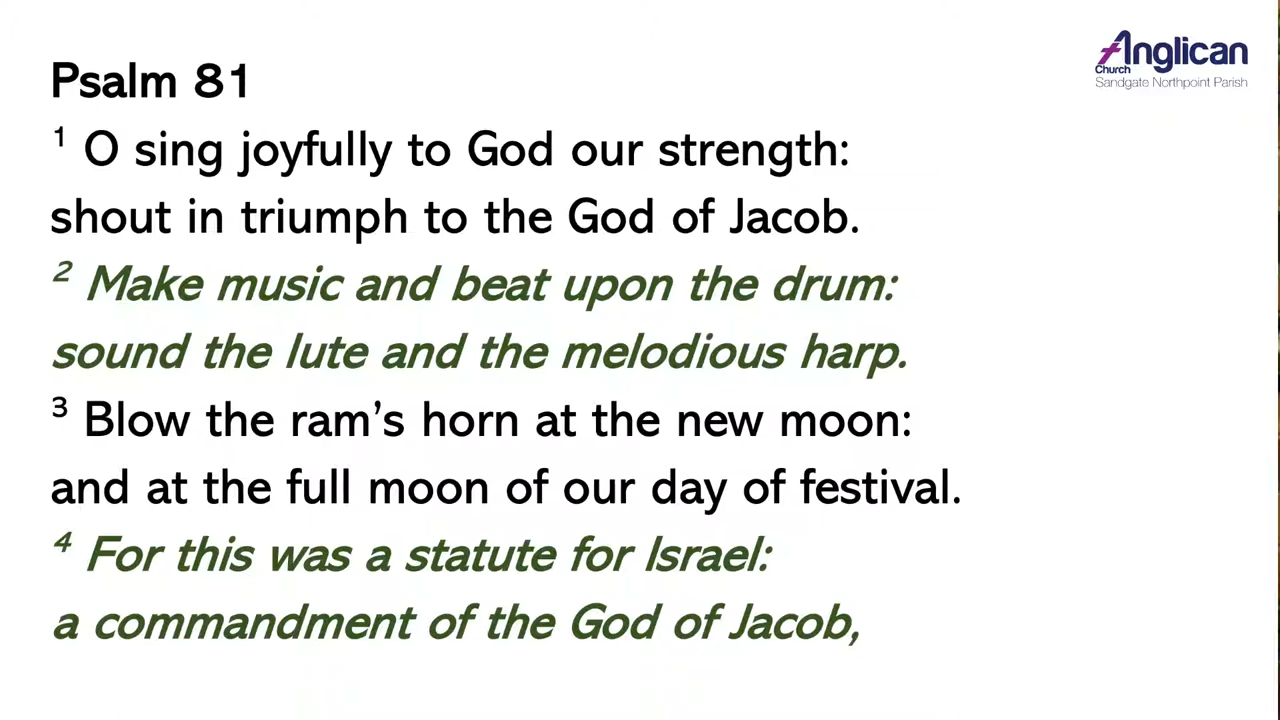 Anglican
Church
Sandgate Northpoint Parish
Psalm 81
1 O sing joyfully to God our strength:
shout in triumph to the God of Jacob.
2 Make music and beat upon the drum:
sound the lute and the melodious harp.
3 Blow the ram’s horn at the new moon:
and at the full moon of our day of festival.
4 For this was a statute for Israel:
a commandment of the God of Jacob,